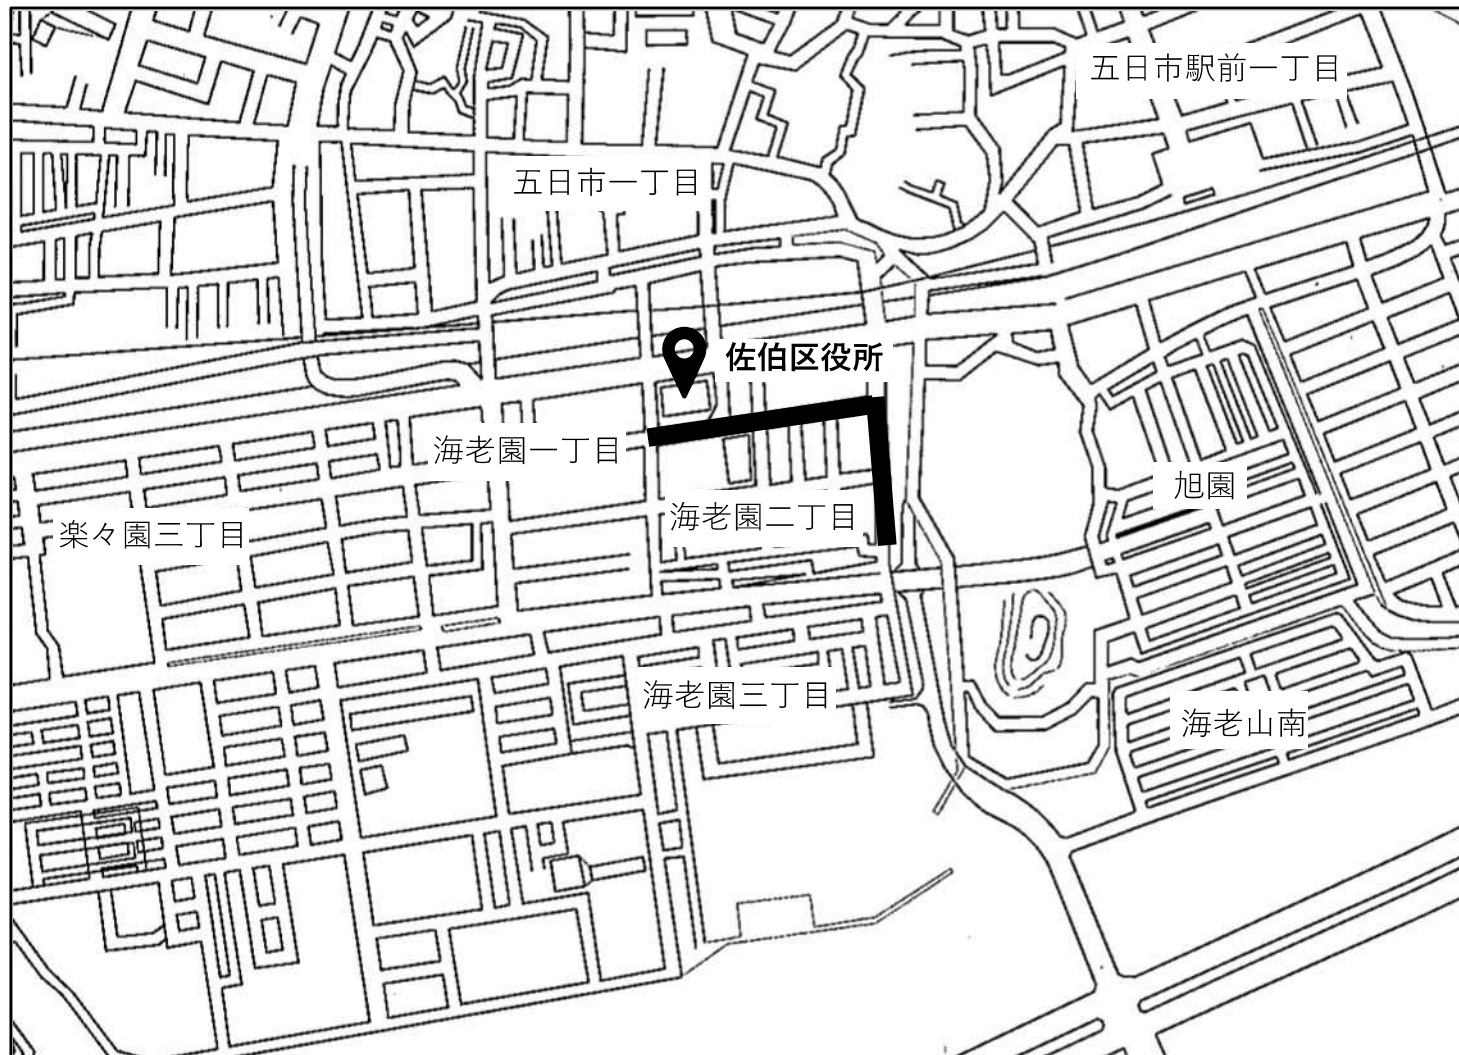 五日市駅前一丁目
五日市一丁目
佐伯区役所
海老園一丁目
旭園
海老園二丁目
楽々園三丁目
海老園三丁目
海老山南